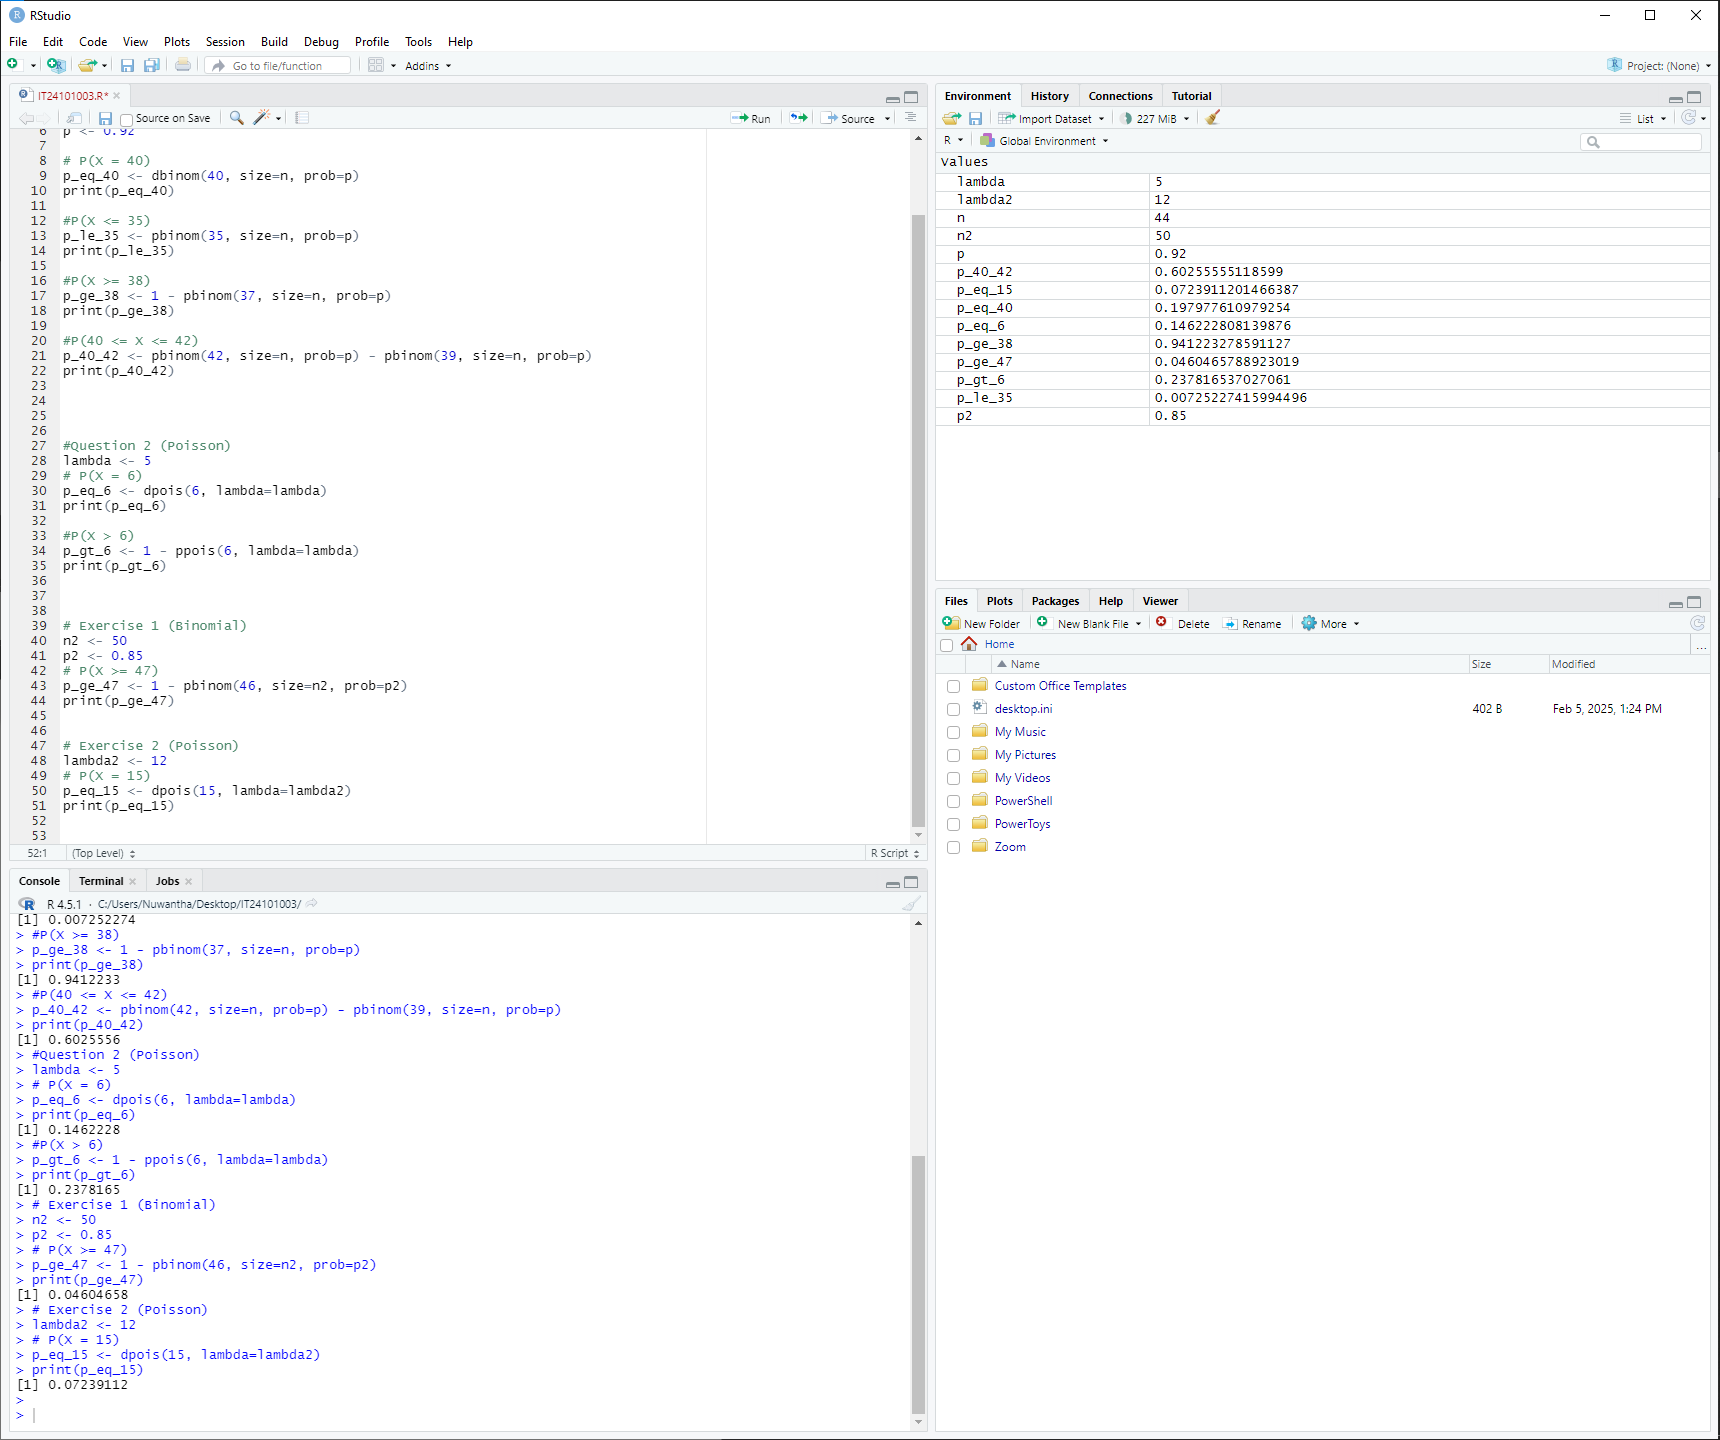 RStudio
File Edit Code View Plots Session Build Debug Profile Tools Help
Go to file/function Addins Project: (None)
IT24101003.R*
Source on Save Run Source
6 p <- 0.92
7
8 # P(X = 40)
9 p_eq_40 <- dbinom(40, size=n, prob=p)
10 print(p_eq_40)
11
12 #P(X <= 35)
13 p_le_35 <- pbinom(35, size=n, prob=p)
14 print(p_le_35)
15
16 #P(X >= 38)
17 p_ge_38 <- 1 - pbinom(37, size=n, prob=p)
18 print(p_ge_38)
19
20 #P(40 <= X <= 42)
21 p_40_42 <- pbinom(42, size=n, prob=p) - pbinom(39, size=n, prob=p)
22 print(p_40_42)
23
24
25
26
27 #Question 2 (Poisson)
28 lambda <- 5
29 # P(X = 6)
30 p_eq_6 <- dpois(6, lambda=lambda)
31 print(p_eq_6)
32
33 #P(X > 6)
34 p_gt_6 <- 1 - ppois(6, lambda=lambda)
35 print(p_gt_6)
36
37
38
39 # Exercise 1 (Binomial)
40 n2 <- 50
41 p2 <- 0.85
42 # P(X >= 47)
43 p_ge_47 <- 1 - pbinom(46, size=n2, prob=p2)
44 print(p_ge_47)
45
46
47 # Exercise 2 (Poisson)
48 lambda2 <- 12
49 # P(X = 15)
50 p_eq_15 <- dpois(15, lambda=lambda2)
51 print(p_eq_15)
52
53
52:1 (Top Level) R Script
Console Terminal Jobs
R 4.5.1 · C:/Users/Nuwantha/Desktop/IT24101003/
[1] 0.007252274
> #P(X >= 38)
> p_ge_38 <- 1 - pbinom(37, size=n, prob=p)
> print(p_ge_38)
[1] 0.9412233
> #P(40 <= X <= 42)
> p_40_42 <- pbinom(42, size=n, prob=p) - pbinom(39, size=n, prob=p)
> print(p_40_42)
[1] 0.6025556
> #Question 2 (Poisson)
> lambda <- 5
> # P(X = 6)
> p_eq_6 <- dpois(6, lambda=lambda)
> print(p_eq_6)
[1] 0.1462228
> #P(X > 6)
> p_gt_6 <- 1 - ppois(6, lambda=lambda)
> print(p_gt_6)
[1] 0.2378165
> # Exercise 1 (Binomial)
> n2 <- 50
> p2 <- 0.85
> # P(X >= 47)
> p_ge_47 <- 1 - pbinom(46, size=n2, prob=p2)
> print(p_ge_47)
[1] 0.04604658
> # Exercise 2 (Poisson)
> lambda2 <- 12
> # P(X = 15)
> p_eq_15 <- dpois(15, lambda=lambda2)
> print(p_eq_15)
[1] 0.07239112
>
>
Environment History Connections Tutorial
Import Dataset 227 MiB List
R Global Environment
Values
lambda 5
lambda2 12
n 44
n2 50
p 0.92
p_40_42 0.60255555118599
p_eq_15 0.0723911201466387
p_eq_40 0.197977610979254
p_eq_6 0.146222808139876
p_ge_38 0.941223278591127
p_ge_47 0.0460465788923019
p_gt_6 0.237816537027061
p_le_35 0.00725227415994496
p2 0.85
Files Plots Packages Help Viewer
New Folder New Blank File Delete Rename More
Home ...
Name Size Modified
Custom Office Templates
desktop.ini 402 B Feb 5, 2025, 1:24 PM
My Music
My Pictures
My Videos
PowerShell
PowerToys
Zoom